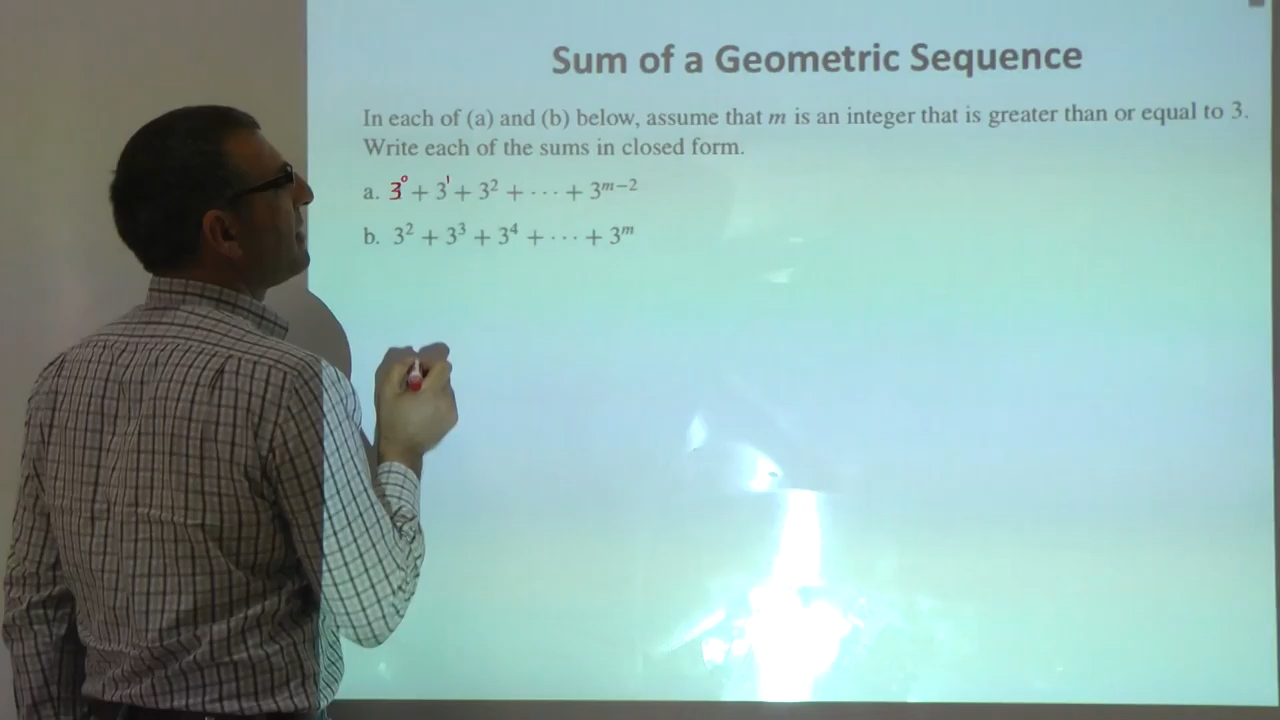 Sum of a Geometric Sequence
In each of (a) and (b) below, assume that m is an integer that is greater than or equal to 3.
Write each of the sums in closed form.
a. 3⁰ + 3¹ + 3² + ··· + 3ᵐ⁻²
b. 3² + 3³ + 3⁴ + ··· + 3ᵐ